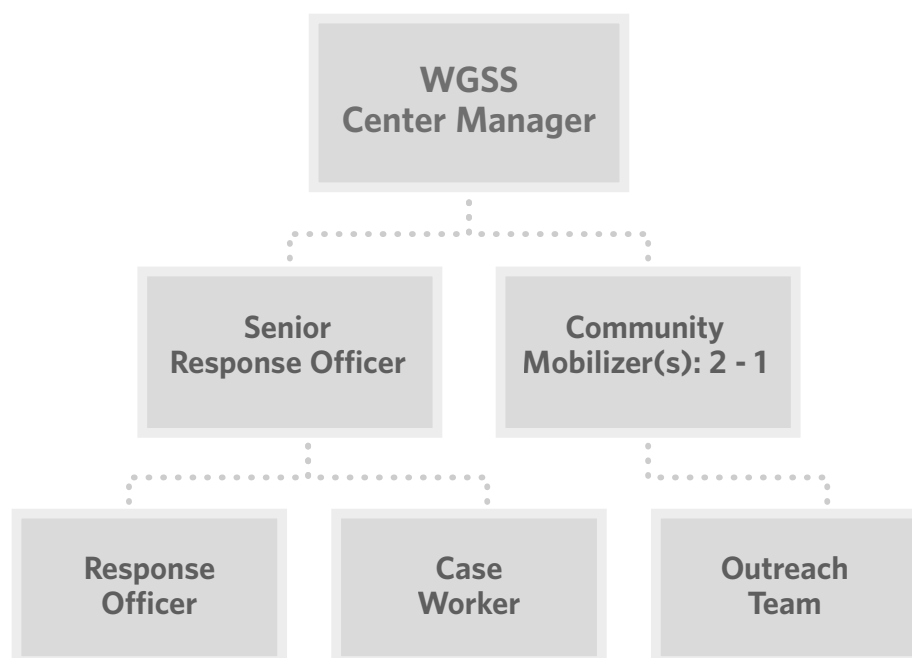 WGSS
Center Manager
Senior
Response Officer
Community
Mobilizer(s): 2 - 1
Response
Officer
Case
Worker
Outreach
Team